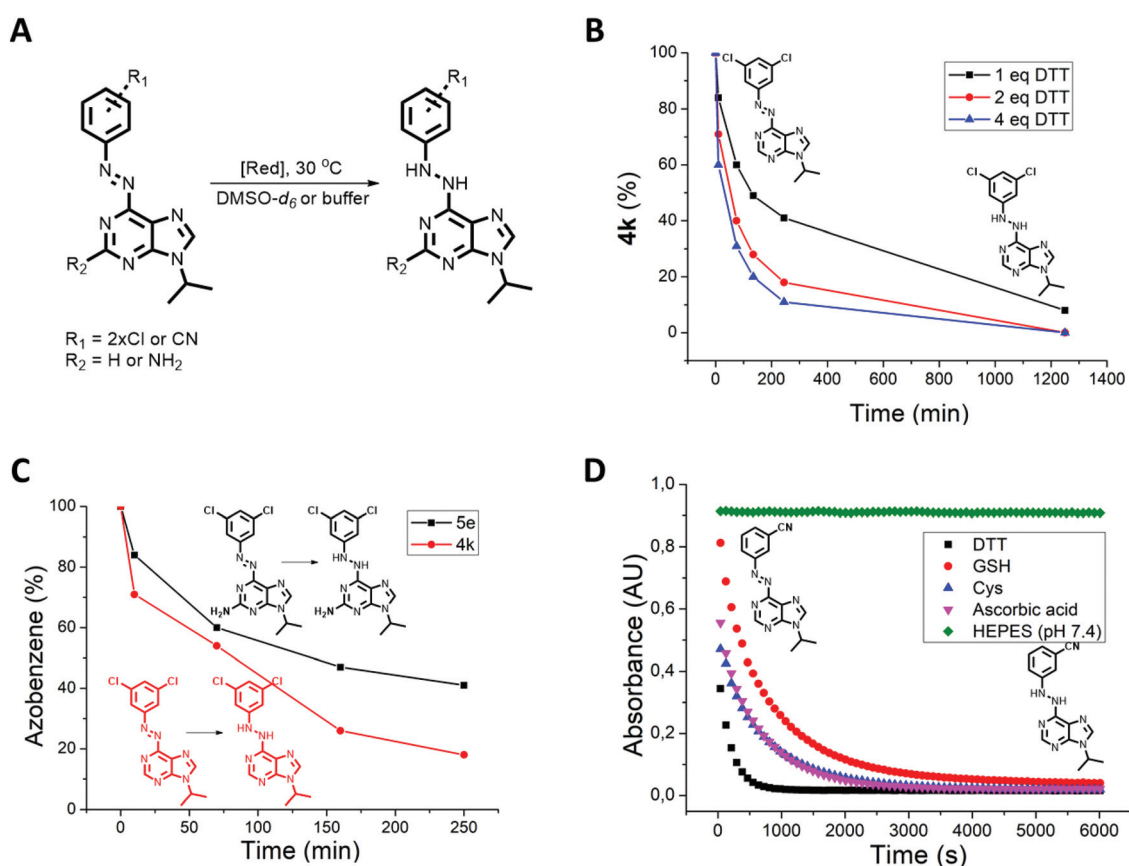 A
R1
N
N
N
N
N
N
R2
[Red], 30 °C
DMSO-d6 or buffer
R1
HN
NH
N
N
N
N
R2
R1 = 2xCl or CN
R2 = H or NH2
B
4k (%)
100
80
60
40
20
0
0 200 400 600 800 1000 1200 1400
Time (min)
1 eq DTT
2 eq DTT
4 eq DTT
Cl Cl
N
N
N
N
N
N
Cl Cl
HN NH
N
N
N
N
C
Azobenzene (%)
100
80
60
40
20
0
0 50 100 150 200 250
Time (min)
5e
4k
Cl Cl
N
N
N
N
H2N N
N
Cl Cl
HN NH
N
N
H2N N
N
Cl Cl
N
N
N
N
N
N
Cl Cl
HN NH
N
N
N
N
D
Absorbance (AU)
1,0
0,8
0,6
0,4
0,2
0,0
0 1000 2000 3000 4000 5000 6000
Time (s)
DTT
GSH
Cys
Ascorbic acid
HEPES (pH 7.4)
CN
N
N
N
N
N
N
CN
HN NH
N
N
N
N